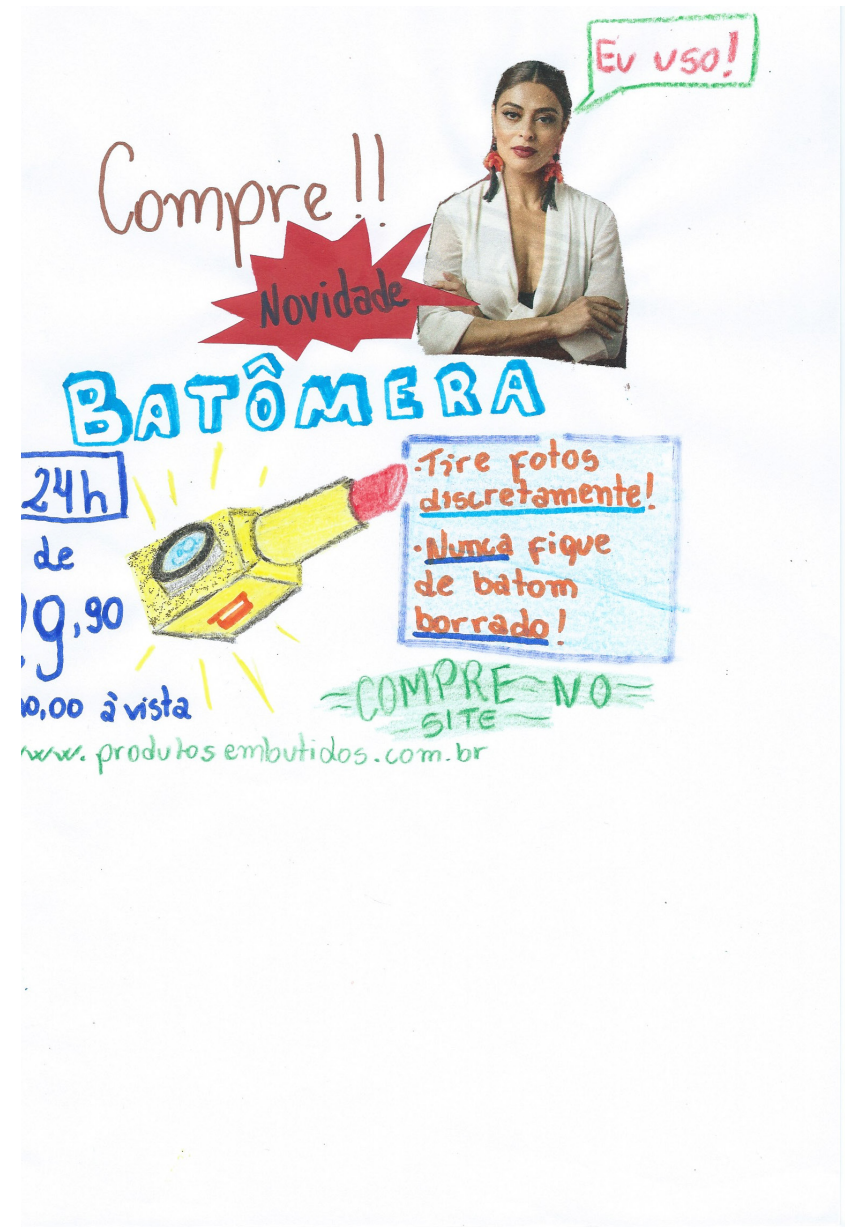 Eu uso!
Compre!!
Novidade
BATÔMERA
24h
de
9,90
0,00 à vista
.Tire fotos
discretamente!
.Nunca fique
de batom
borrado!
=COMPRE NO=
SITE
www.produtosembutidos.com.br